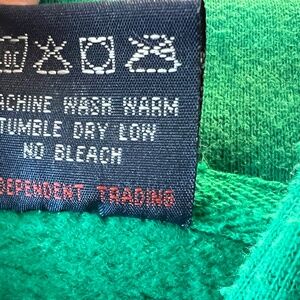 ACHINE WASH WARM
TUMBLE DRY LOW
NO BLEACH
DEPENDENT TRADING